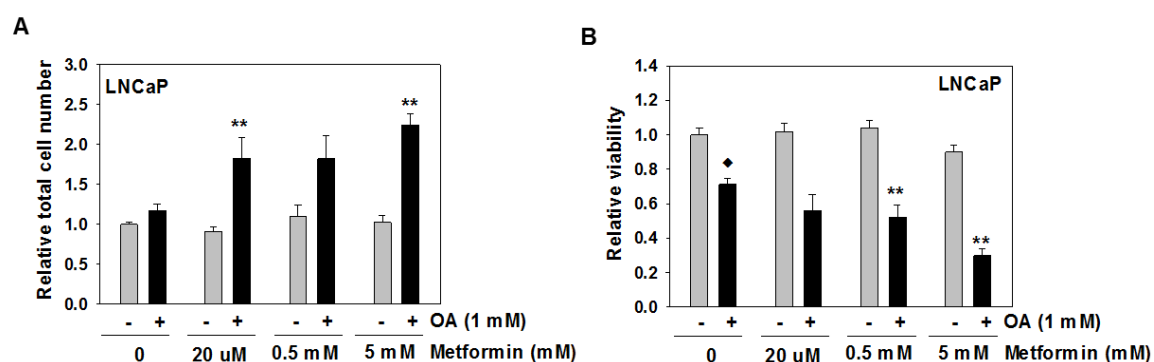 A
Relative total cell number
3.0
2.5
2.0
1.5
1.0
0.5
0.0
LNCaP
**
**
- + - + - + - + OA (1 mM)
0 20 uM 0.5 mM 5 mM Metformin (mM)
B
Relative viability
1.4
1.2
1.0
0.8
0.6
0.4
0.2
0.0
LNCaP
◆
**
**
- + - + - + - + OA (1 mM)
0 20 uM 0.5 mM 5 mM Metformin (mM)